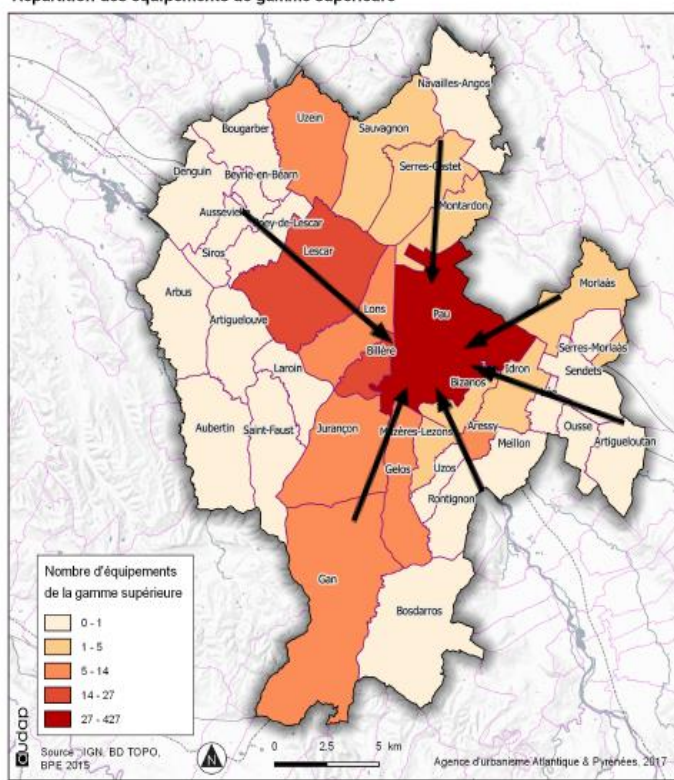 Répartition des équipements de gamme supérieure
Navailles-Angos
Uzein
Sauvagnon
Bougarber
Serres-Castet
Denguin
Beyrie-en-Béarn
Montardon
Aussevielle
Poey-de-Lescar
Siros
Lescar
Morlaàs
Arbus
Lons
Pau
Artiguelouve
Serres-Morlaàs
Billère
Idron
Sendets
Laroin
Bizanos
Aubertin
Saint-Faust
Jurançon
Mazères-Lezons
Aressy
Ousse
Artigueloutan
Meillon
Gelos
Uzos
Rontignon
Gan
Bosdarros
Nombre d'équipements
de la gamme supérieure
0 - 1
1 - 5
5 - 14
14 - 27
27 - 427
audap
Source : IGN, BD TOPO,
BPE 2015
N
0 2.5 5 km
Agence d'urbanisme Atlantique & Pyrénées, 2017